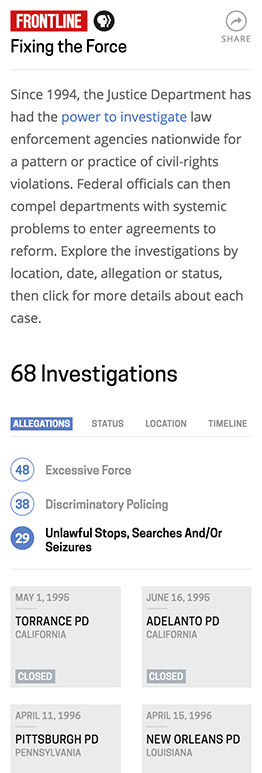 FRONTLINE
Fixing the Force
SHARE
Since 1994, the Justice Department has
had the power to investigate law
enforcement agencies nationwide for
a pattern or practice of civil-rights
violations. Federal officials can then
compel departments with systemic
problems to enter agreements to
reform. Explore the investigations by
location, date, allegation or status,
then click for more details about each
case.
68 Investigations
ALLEGATIONS STATUS LOCATION TIMELINE
48 Excessive Force
38 Discriminatory Policing
29 Unlawful Stops, Searches And/Or
Seizures
MAY 1, 1995
TORRANCE PD
CALIFORNIA
CLOSED
JUNE 16, 1995
ADELANTO PD
CALIFORNIA
CLOSED
APRIL 11, 1996
PITTSBURGH PD
PENNSYLVANIA
APRIL 15, 1996
NEW ORLEANS PD
LOUISIANA